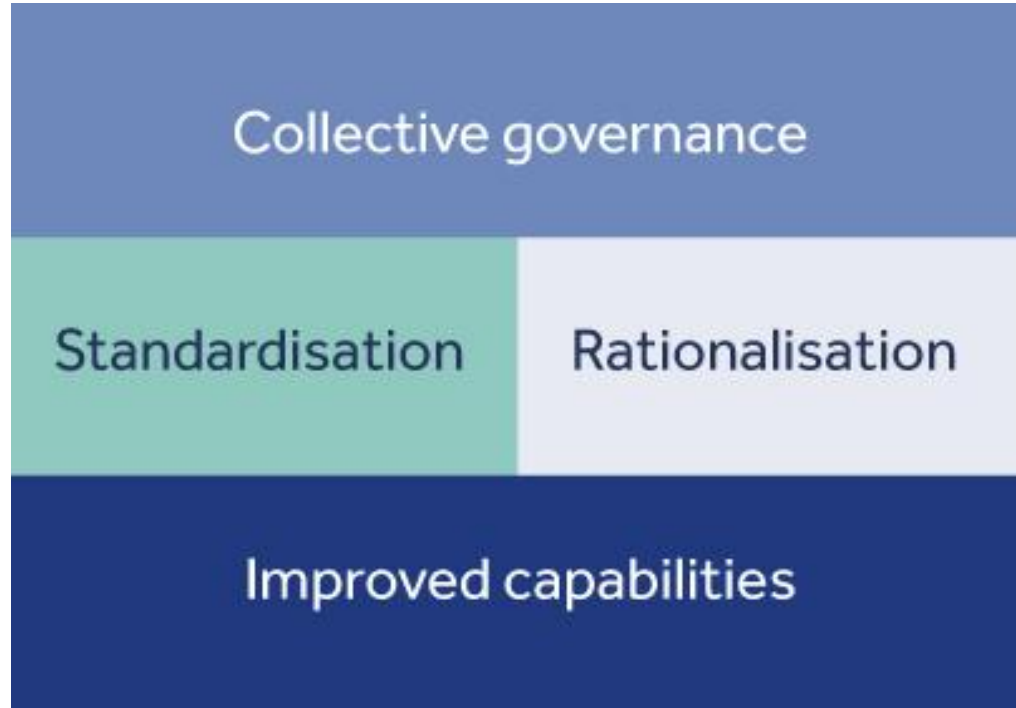 Collective governance
Standardisation
Rationalisation
Improved capabilities